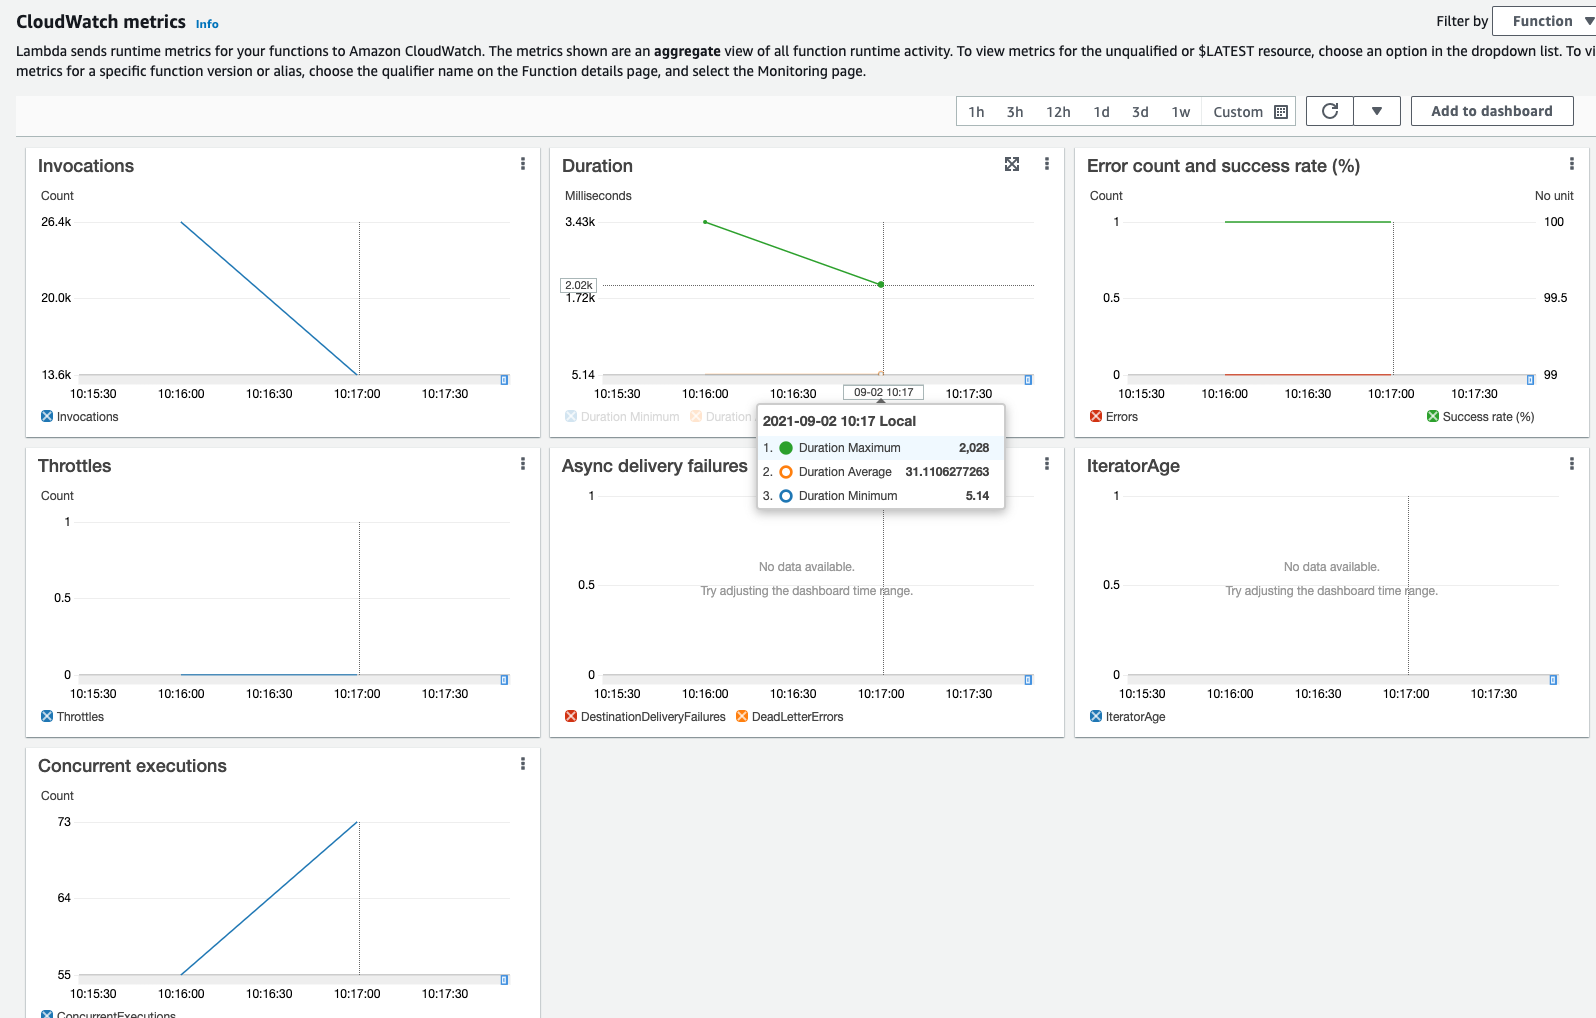 CloudWatch metrics Info
Filter by Function
Lambda sends runtime metrics for your functions to Amazon CloudWatch. The metrics shown are an aggregate view of all function runtime activity. To view metrics for the unqualified or $LATEST resource, choose an option in the dropdown list. To vi
metrics for a specific function version or alias, choose the qualifier name on the Function details page, and select the Monitoring page.
1h 3h 12h 1d 3d 1w Custom Add to dashboard
Invocations
Count
26.4k
20.0k
13.6k
10:15:30 10:16:00 10:16:30 10:17:00 10:17:30
Invocations
Duration
Milliseconds
3.43k
2.02k
1.72k
5.14
10:15:30 10:16:00 10:16:30 09-02 10:17 10:17:30
Duration Minimum Duration
2021-09-02 10:17 Local
1. Duration Maximum 2,028
2. Duration Average 31.1106277263
3. Duration Minimum 5.14
Error count and success rate (%)
Count No unit
1 100
0.5 99.5
0 99
10:15:30 10:16:00 10:16:30 10:17:00 10:17:30
Errors Success rate (%)
Throttles
Count
1
0.5
0
10:15:30 10:16:00 10:16:30 10:17:00 10:17:30
Throttles
Async delivery failures
1
No data available.
0.5
Try adjusting the dashboard time range.
0
10:15:30 10:16:00 10:16:30 10:17:00 10:17:30
DestinationDeliveryFailures DeadLetterErrors
IteratorAge
1
No data available.
0.5
Try adjusting the dashboard time range.
0
10:15:30 10:16:00 10:16:30 10:17:00 10:17:30
IteratorAge
Concurrent executions
Count
73
64
55
10:15:30 10:16:00 10:16:30 10:17:00 10:17:30
ConcurrentExecutions